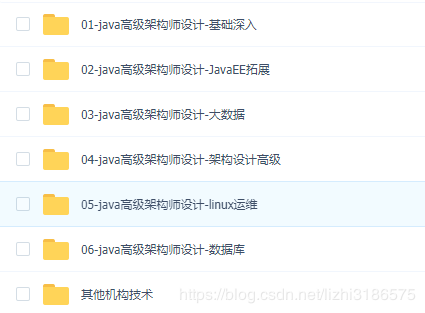 01-java高级架构师设计-基础深入
02-java高级架构师设计-JavaEE拓展
03-java高级架构师设计-大数据
04-java高级架构师设计-架构设计高级
05-java高级架构师设计-linux运维
06-java高级架构师设计-数据库
其他机构技术
https://blog.csdn.net/lizhi3186575